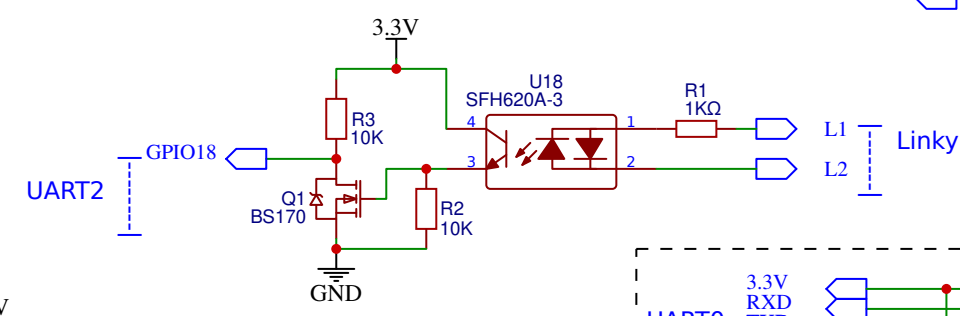 3.3V
U18
SFH620A-3
R1
1KΩ
R3
10K
4
1
L1
Linky
GPIO18
3
2
L2
UART2
Q1
BS170
R2
10K
GND
3.3V
RXD